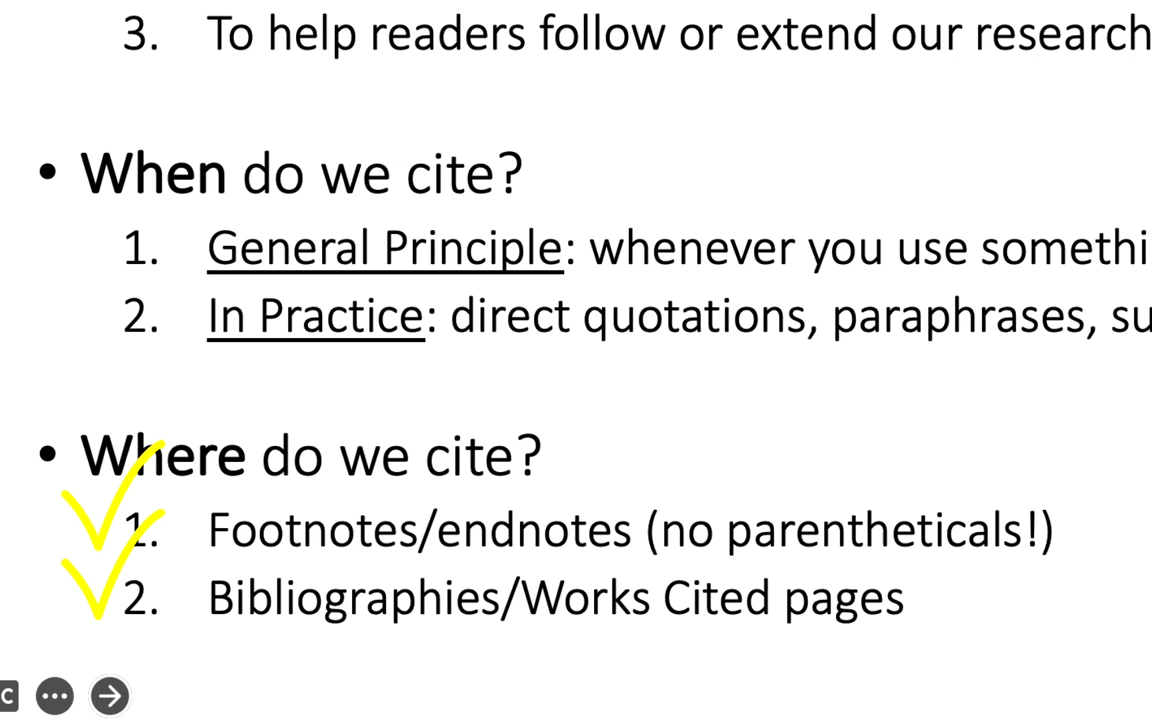 3. To help readers follow or extend our research
• When do we cite?
1. General Principle: whenever you use somethi
2. In Practice: direct quotations, paraphrases, su
• Where do we cite?
1. Footnotes/endnotes (no parentheticals!)
2. Bibliographies/Works Cited pages
C